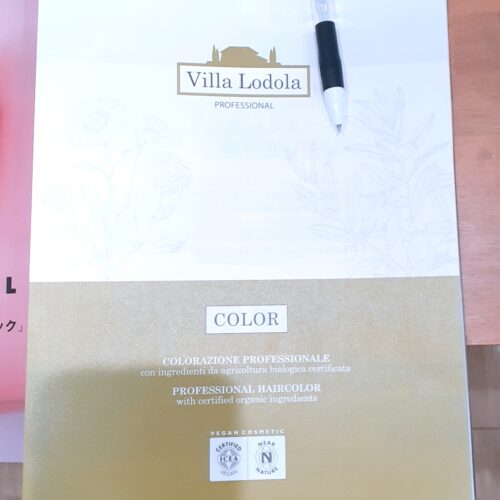 Villa Lodola
PROFESSIONAL
L
ック」
COLOR
COLORAZIONE PROFESSIONALE
con ingredienti da agricoltura biologica certificata
PROFESSIONAL HAIRCOLOR
with certified organic ingredients
VEGAN COSMETIC
CERTIFIED
ICEA
VEGAN
NEAR
N
NATURE